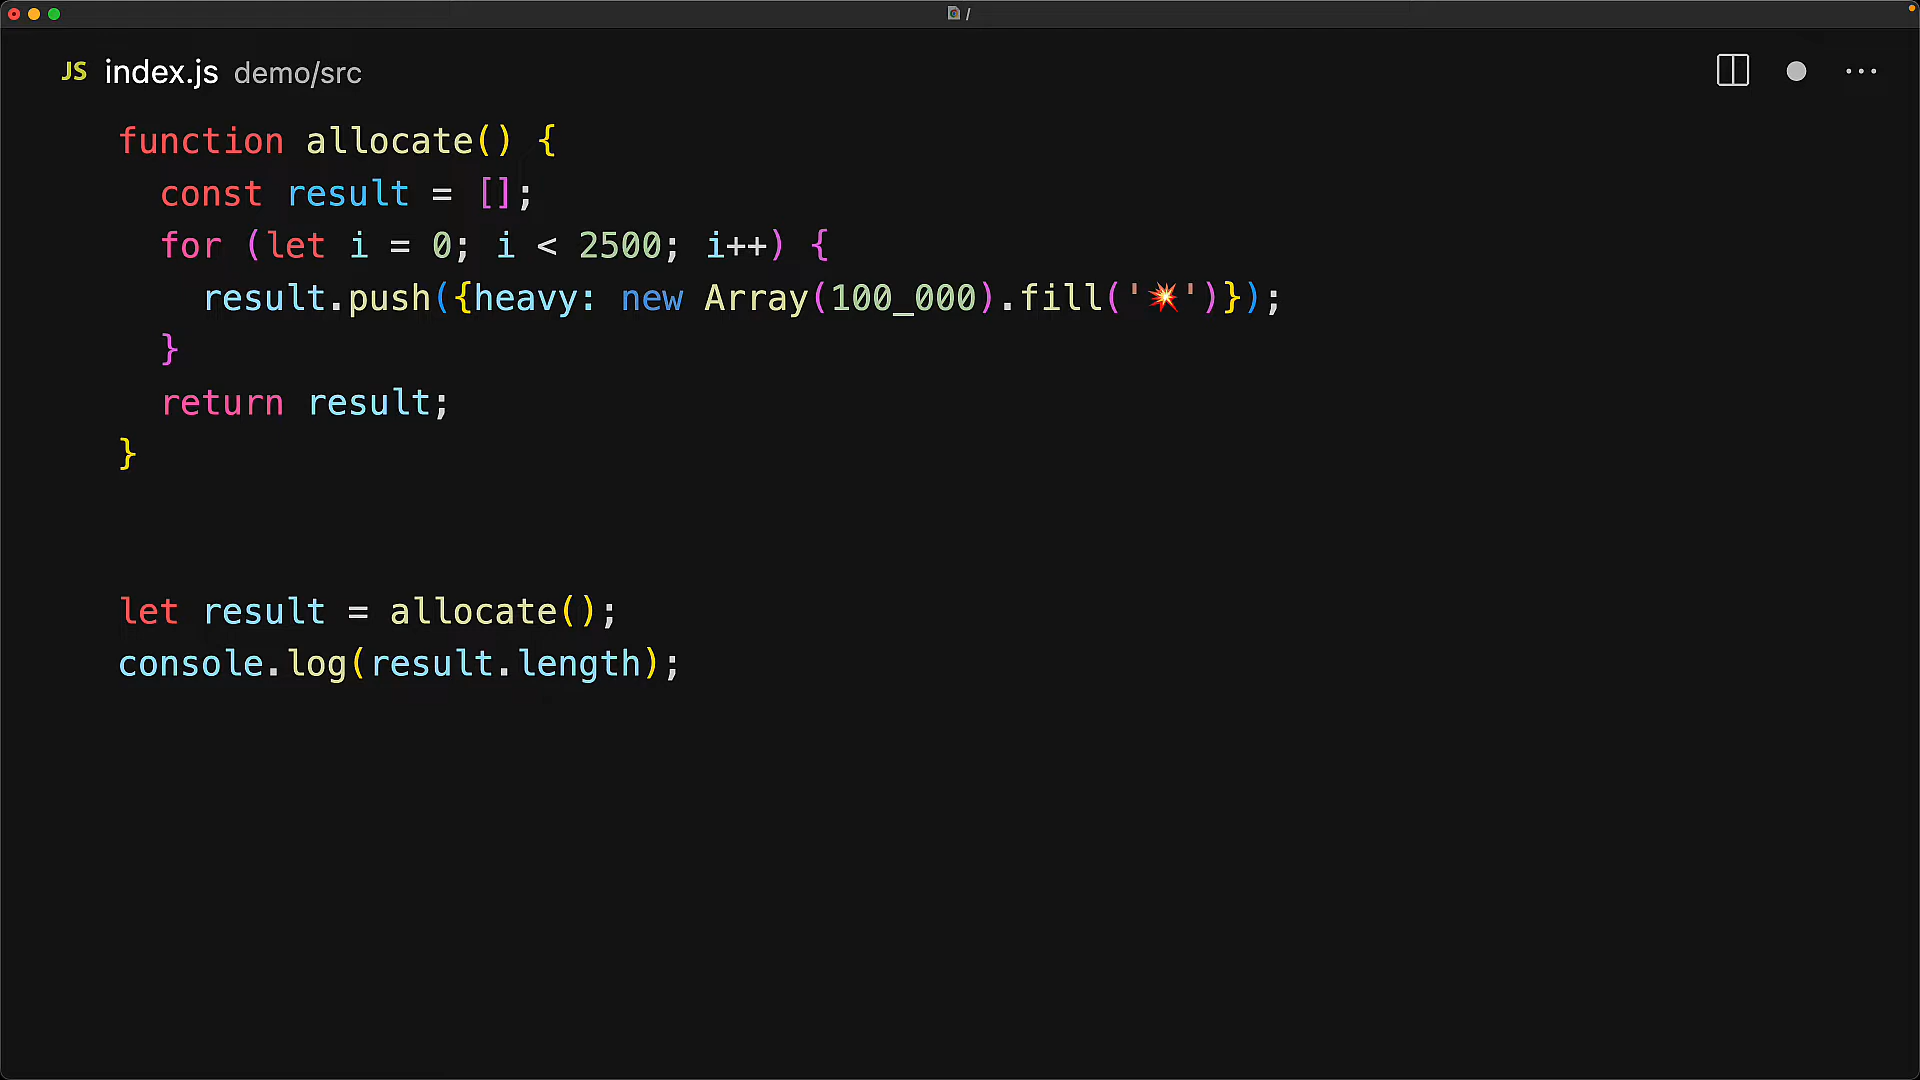 /
JS index.js demo/src
function allocate() {
  const result = [];
  for (let i = 0; i < 2500; i++) {
    result.push({heavy: new Array(100_000).fill('💥')});
  }
  return result;
}
let result = allocate();
console.log(result.length);